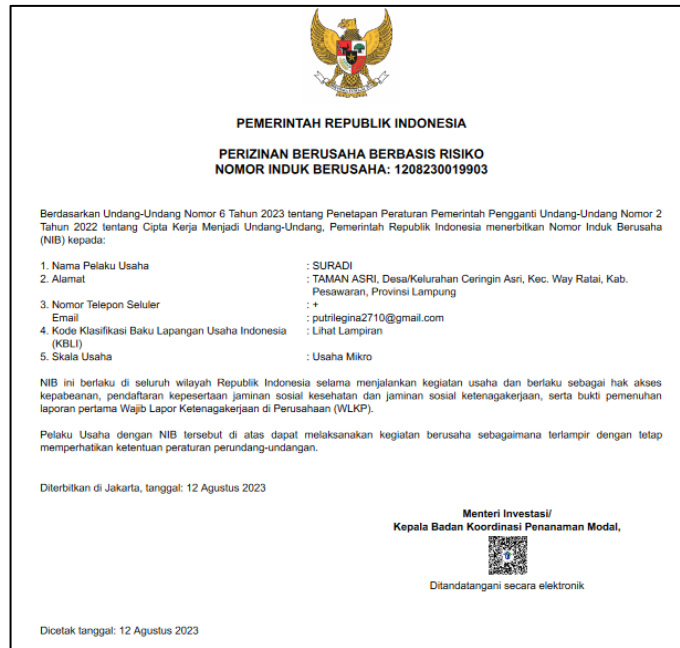 PEMERINTAH REPUBLIK INDONESIA
PERIZINAN BERUSAHA BERBASIS RISIKO
NOMOR INDUK BERUSAHA: 1208230019903
Berdasarkan Undang-Undang Nomor 6 Tahun 2023 tentang Penetapan Peraturan Pemerintah Pengganti Undang-Undang Nomor 2
Tahun 2022 tentang Cipta Kerja Menjadi Undang-Undang, Pemerintah Republik Indonesia menerbitkan Nomor Induk Berusaha
(NIB) kepada:
1. Nama Pelaku Usaha : SURADI
2. Alamat : TAMAN ASRI, Desa/Kelurahan Ceringin Asri, Kec. Way Ratai, Kab.
Pesawaran, Provinsi Lampung
3. Nomor Telepon Seluler : +
Email : putrilegina2710@gmail.com
4. Kode Klasifikasi Baku Lapangan Usaha Indonesia : Lihat Lampiran
(KBLI)
5. Skala Usaha : Usaha Mikro
NIB ini berlaku di seluruh wilayah Republik Indonesia selama menjalankan kegiatan usaha dan berlaku sebagai hak akses
kepabeanan, pendaftaran kepesertaan jaminan sosial kesehatan dan jaminan sosial ketenagakerjaan, serta bukti pemenuhan
laporan pertama Wajib Lapor Ketenagakerjaan di Perusahaan (WLKP).
Pelaku Usaha dengan NIB tersebut di atas dapat melaksanakan kegiatan berusaha sebagaimana terlampir dengan tetap
memperhatikan ketentuan peraturan perundang-undangan.
Diterbitkan di Jakarta, tanggal: 12 Agustus 2023
Menteri Investasi/
Kepala Badan Koordinasi Penanaman Modal,
Ditandatangani secara elektronik
Dicetak tanggal: 12 Agustus 2023